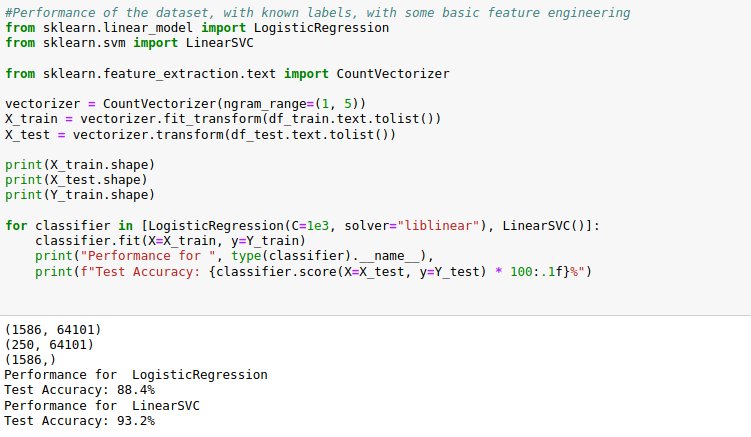 #Performance of the dataset, with known labels, with some basic feature engineering
from sklearn.linear_model import LogisticRegression
from sklearn.svm import LinearSVC
from sklearn.feature_extraction.text import CountVectorizer
vectorizer = CountVectorizer(ngram_range=(1, 5))
X_train = vectorizer.fit_transform(df_train.text.tolist())
X_test = vectorizer.transform(df_test.text.tolist())
print(X_train.shape)
print(X_test.shape)
print(Y_train.shape)
for classifier in [LogisticRegression(C=1e3, solver="liblinear"), LinearSVC()]:
    classifier.fit(X=X_train, y=Y_train)
    print("Performance for ", type(classifier).__name__),
    print(f"Test Accuracy: {classifier.score(X=X_test, y=Y_test) * 100:.1f}%")
(1586, 64101)
(250, 64101)
(1586,)
Performance for  LogisticRegression
Test Accuracy: 88.4%
Performance for  LinearSVC
Test Accuracy: 93.2%